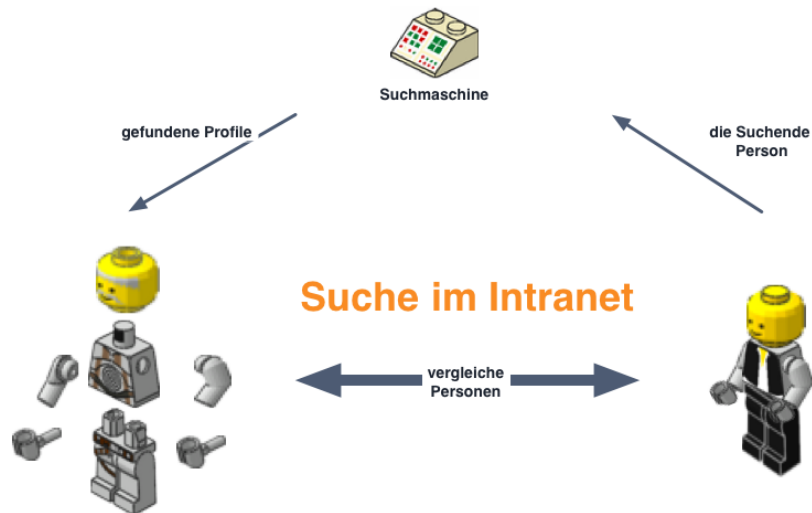 Suchmaschine
gefundene Profile
die Suchende
Person
Suche im Intranet
vergleiche
Personen